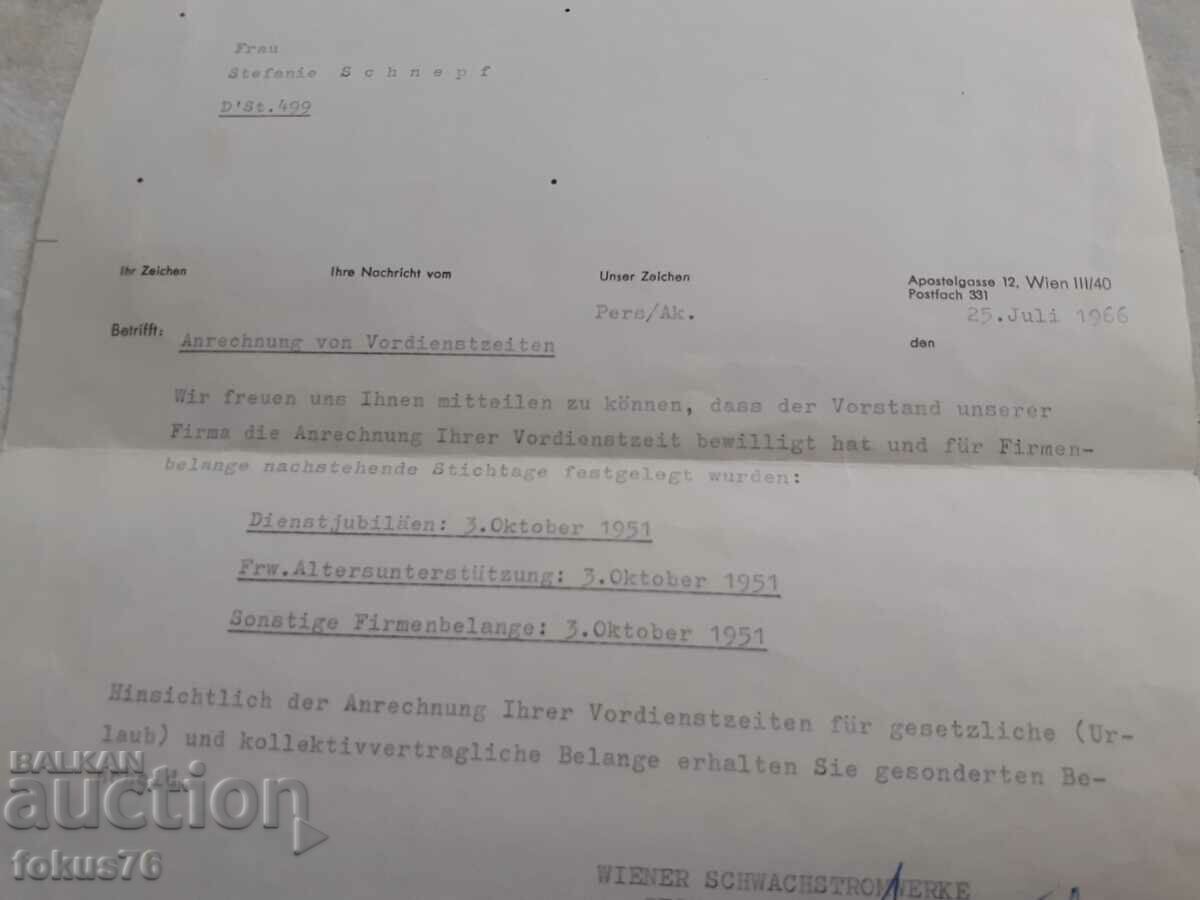 Frau
Stefanie Schnepf
D'St.499
Ihr Zeichen Ihre Nachricht vom Unser Zeichen Apostelgasse 12, Wien III/40
Postfach 331
Pers/Ak. 25.Juli 1966
Betrifft: Anrechnung von Vordienstzeiten den
Wir freuen uns Ihnen mitteilen zu können, dass der Vorstand unserer
Firma die Anrechnung Ihrer Vordienstzeit bewilligt hat und für Firmen-
belange nachstehende Stichtage festgelegt wurden:
Dienstjubiläen: 3.Oktober 1951
Frw.Altersunterstützung: 3.Oktober 1951
Sonstige Firmenbelange: 3.Oktober 1951
Hinsichtlich der Anrechnung Ihrer Vordienstzeiten für gesetzliche (Ur-
laub) und kollektivvertragliche Belange erhalten Sie gesonderten Be-
WIENER SCHWACHSTROMWERKE
BALKAN
auction
fokus76